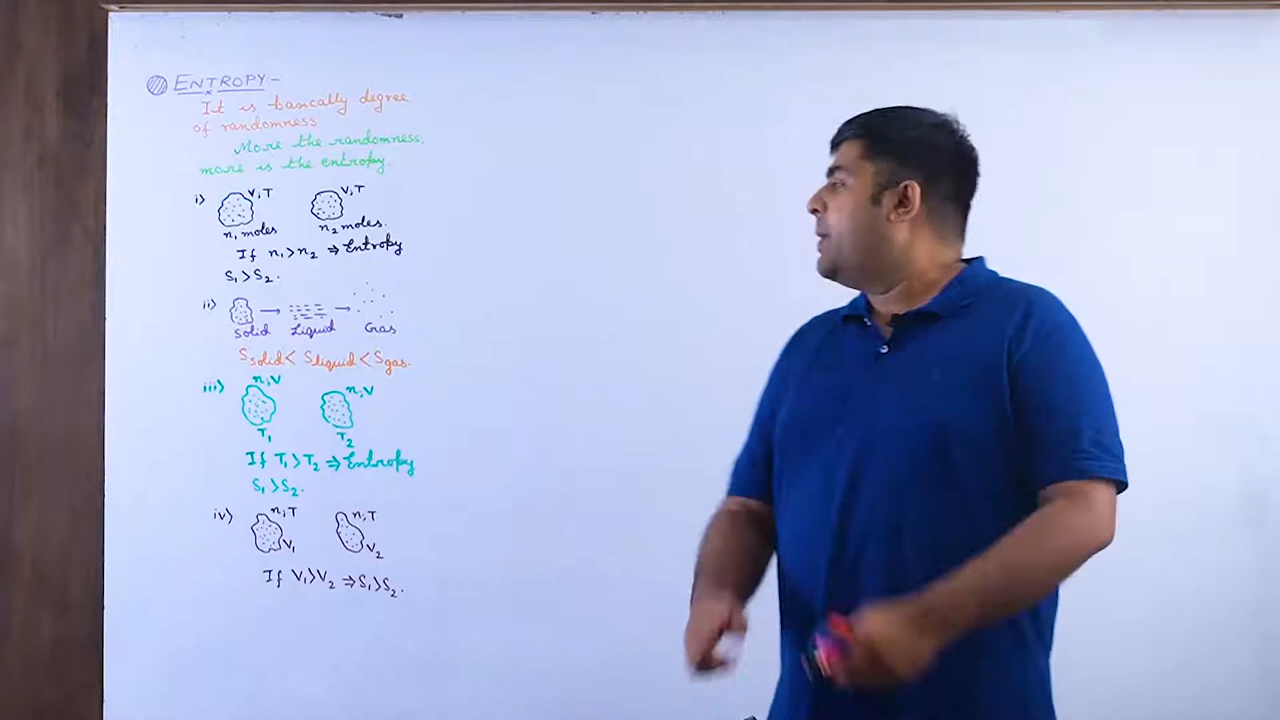 ENTROPY -
It is basically degree
of randomness
More the randomness,
more is the entropy.
i) V, T V, T
n₁ moles n₂ moles.
If n₁ > n₂ ⇒ Entropy
S₁ > S₂.
ii) → →
Solid Liquid Gas
Ssolid < Sliquid < Sgas.
iii) n, V n, V
T₁ T₂
If T₁ > T₂ ⇒ Entropy
S₁ > S₂.
iv) n, T n, T
V₁ V₂
If V₁ > V₂ ⇒ S₁ > S₂.